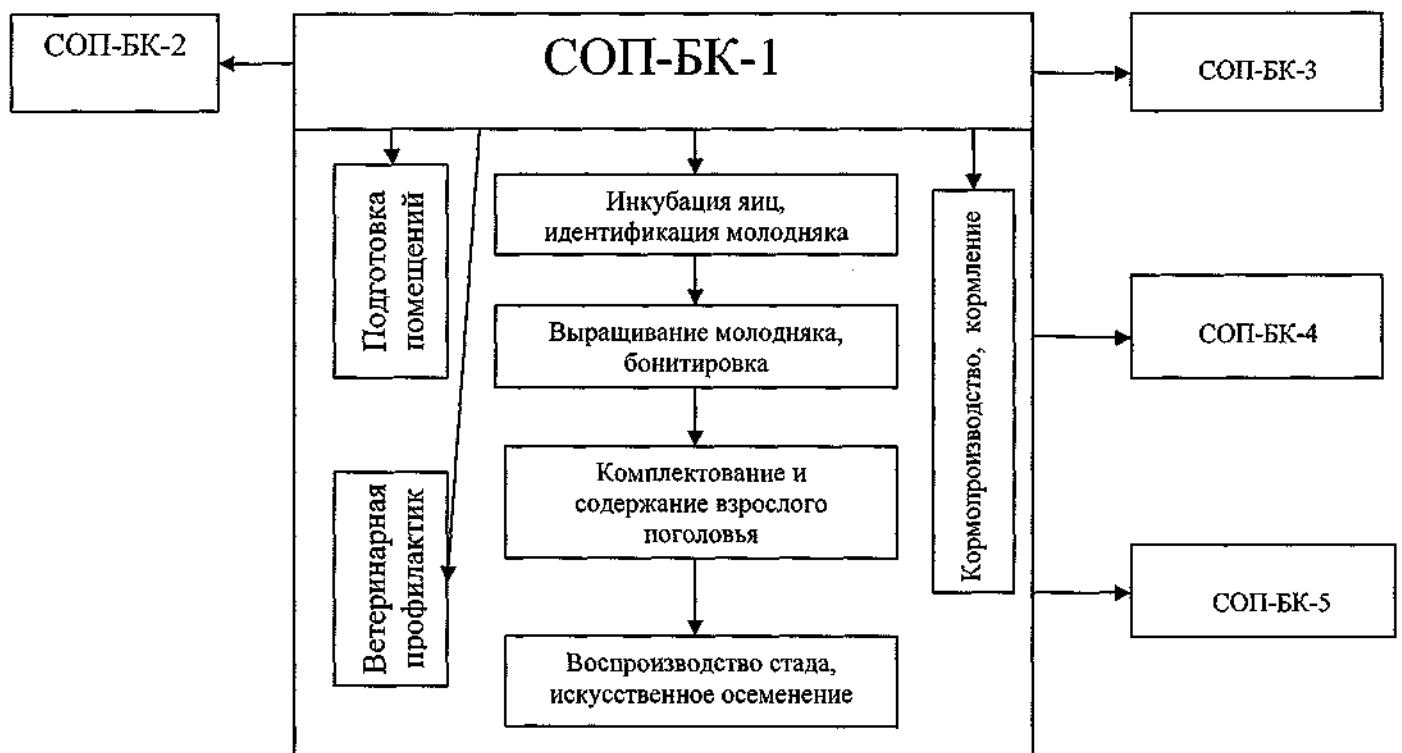 СОП-БК-2
СОП-БК-1
СОП-БК-3
Подготовка
помещений
Инкубация яиц,
идентификация молодняка
Кормопроизводство, кормление
Выращивание молодняка,
бонитировка
СОП-БК-4
Комплектование и
содержание взрослого
поголовья
Ветеринарная
профилактик
СОП-БК-5
Воспроизводство стада,
искусственное осеменение